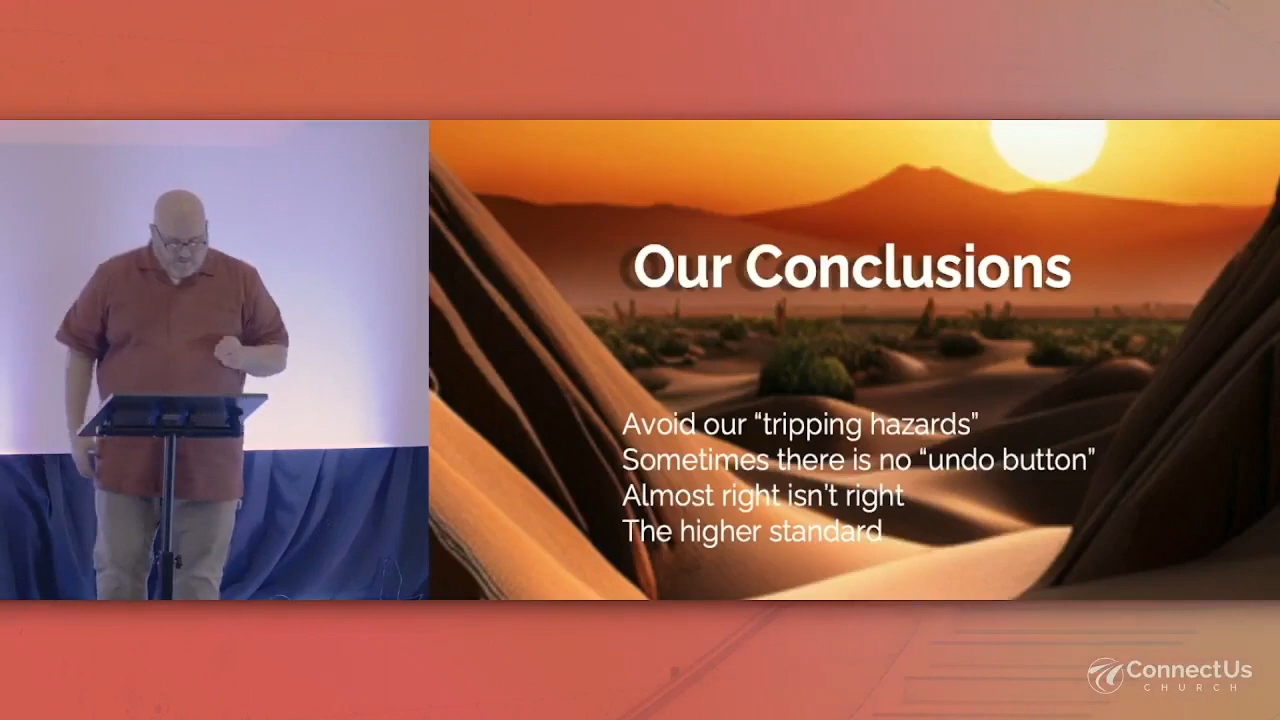 Our Conclusions
Avoid our “tripping hazards”
Sometimes there is no “undo button”
Almost right isn’t right
The higher standard
ConnectUs
CHURCH